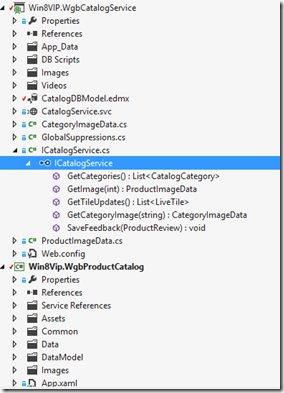 Win8VIP.WgbCatalogService
Properties
References
App_Data
DB Scripts
Images
Videos
CatalogDBModel.edmx
CatalogService.svc
CategoryImageData.cs
GlobalSuppressions.cs
ICatalogService.cs
ICatalogService
GetCategories() : List<CatalogCategory>
GetImage(int) : ProductImageData
GetTileUpdates() : List<LiveTile>
GetCategoryImage(string) : CategoryImageData
SaveFeedback(ProductReview) : void
ProductImageData.cs
Web.config
Win8Vip.WgbProductCatalog
Properties
References
Service References
Assets
Common
Data
DataModel
Images
App.xaml